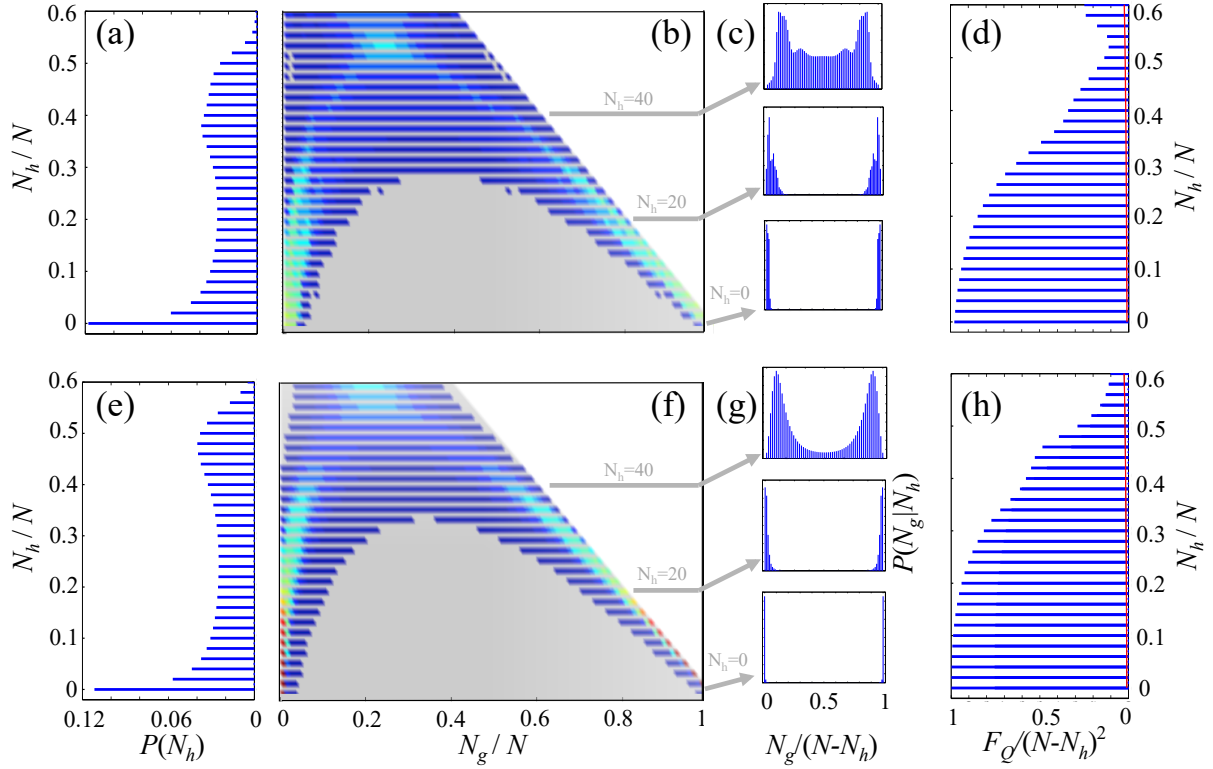 (a)
(b)
(c)
(d)
N_h / N
0.6
0.5
0.4
0.3
0.2
0.1
0
N_h=40
N_h=20
N_h=0
0.6
0.5
0.4
0.3
0.2
0.1
0
N_h / N
(e)
(f)
(g)
(h)
N_h / N
0.6
0.5
0.4
0.3
0.2
0.1
0
N_h=40
N_h=20
N_h=0
P(N_g|N_h)
0.6
0.5
0.4
0.3
0.2
0.1
0
N_h / N
0.12 0.06 0
P(N_h)
0 0.2 0.4 0.6 0.8 1
N_g / N
0 0.5 1
N_g/(N-N_h)
1 0.5 0
F_Q/(N-N_h)^2